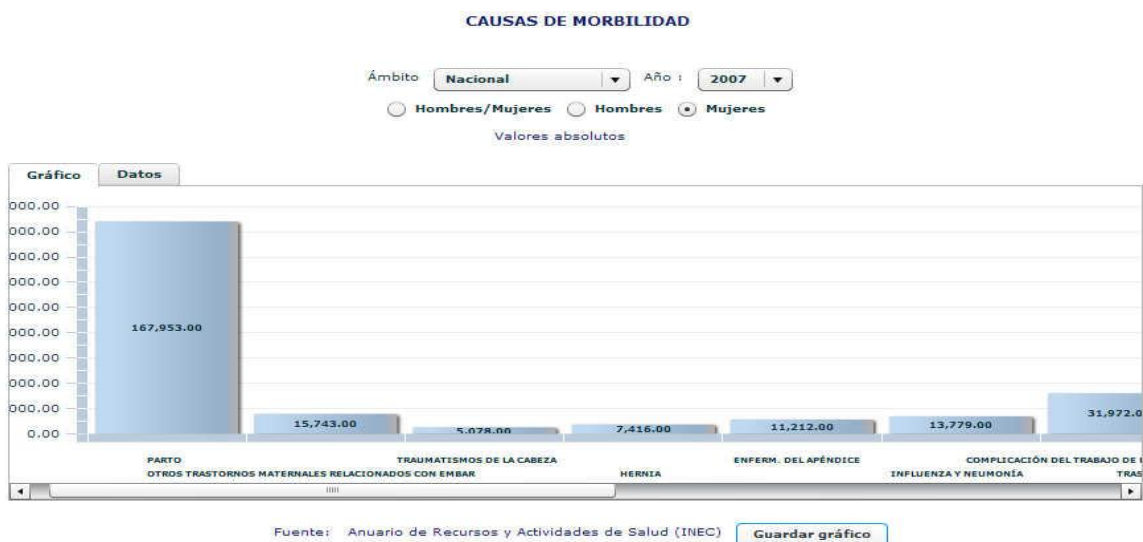 CAUSAS DE MORBILIDAD
Ámbito Nacional Año : 2007
Hombres/Mujeres Hombres Mujeres
Valores absolutos
Gráfico Datos
000.00
000.00
000.00
000.00
000.00
000.00
000.00
000.00
000.00
0.00
167,953.00
15,743.00
5,078.00
7,416.00
11,212.00
13,779.00
31,972.0
PARTO TRAUMATISMOS DE LA CABEZA ENFERM. DEL APÉNDICE COMPLICACIÓN DEL TRABAJO DE
OTROS TRASTORNOS MATERNALES RELACIONADOS CON EMBAR HERNIA INFLUENZA Y NEUMONÍA TRAS
Fuente: Anuario de Recursos y Actividades de Salud (INEC) Guardar gráfico